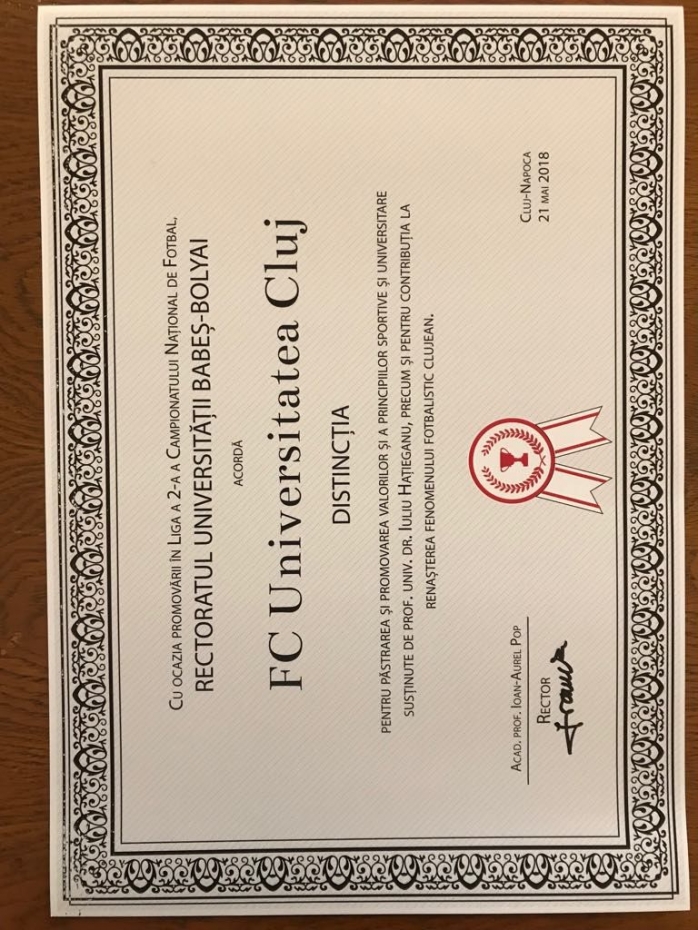 Cu ocazia promovării în Liga a 2-a a Campionatului Național de Fotbal,
RECTORATUL UNIVERSITĂȚII BABEȘ-BOLYAI
ACORDĂ
FC Universitatea Cluj
DISTINCȚIA
PENTRU PĂSTRAREA ȘI PROMOVAREA VALORILOR ȘI A PRINCIPIILOR SPORTIVE ȘI UNIVERSITARE
SUSȚINUTE DE PROF. UNIV. DR. IULIU HAȚIEGANU, PRECUM ȘI PENTRU CONTRIBUȚIA LA
RENAȘTEREA FENOMENULUI FOTBALISTIC CLUJEAN.
Acad. prof. Ioan-Aurel Pop
Rector
Cluj-Napoca
21 mai 2018